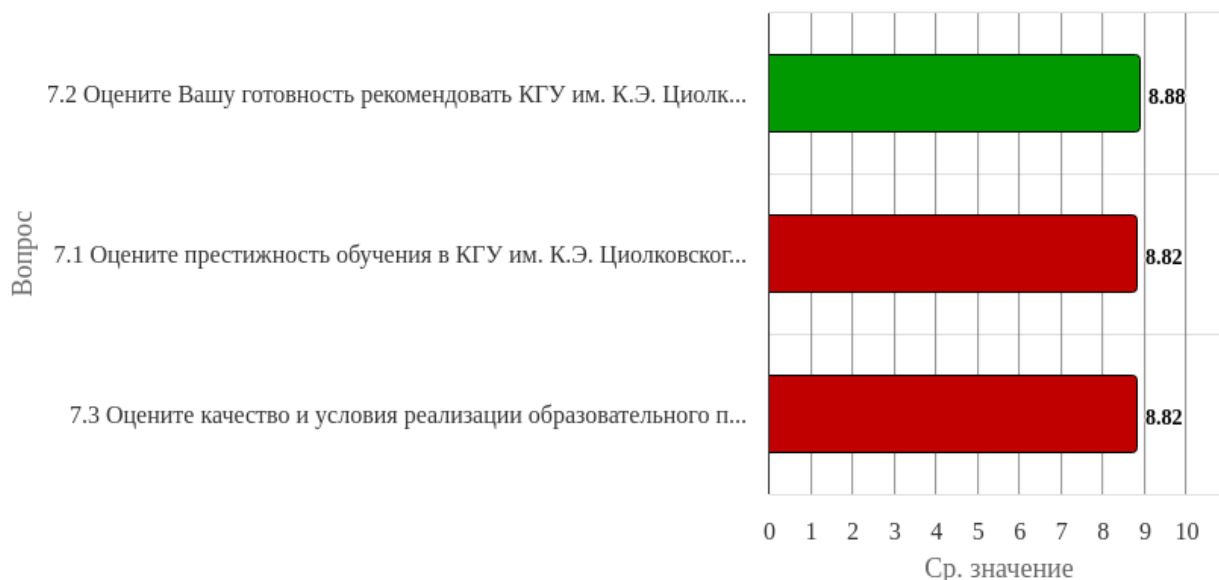 7.2 Оцените Вашу готовность рекомендовать КГУ им. К.Э. Циолк...
8.88
Вопрос
7.1 Оцените престижность обучения в КГУ им. К.Э. Циолковског...
8.82
7.3 Оцените качество и условия реализации образовательного п...
8.82
0 1 2 3 4 5 6 7 8 9 10
Ср. значение